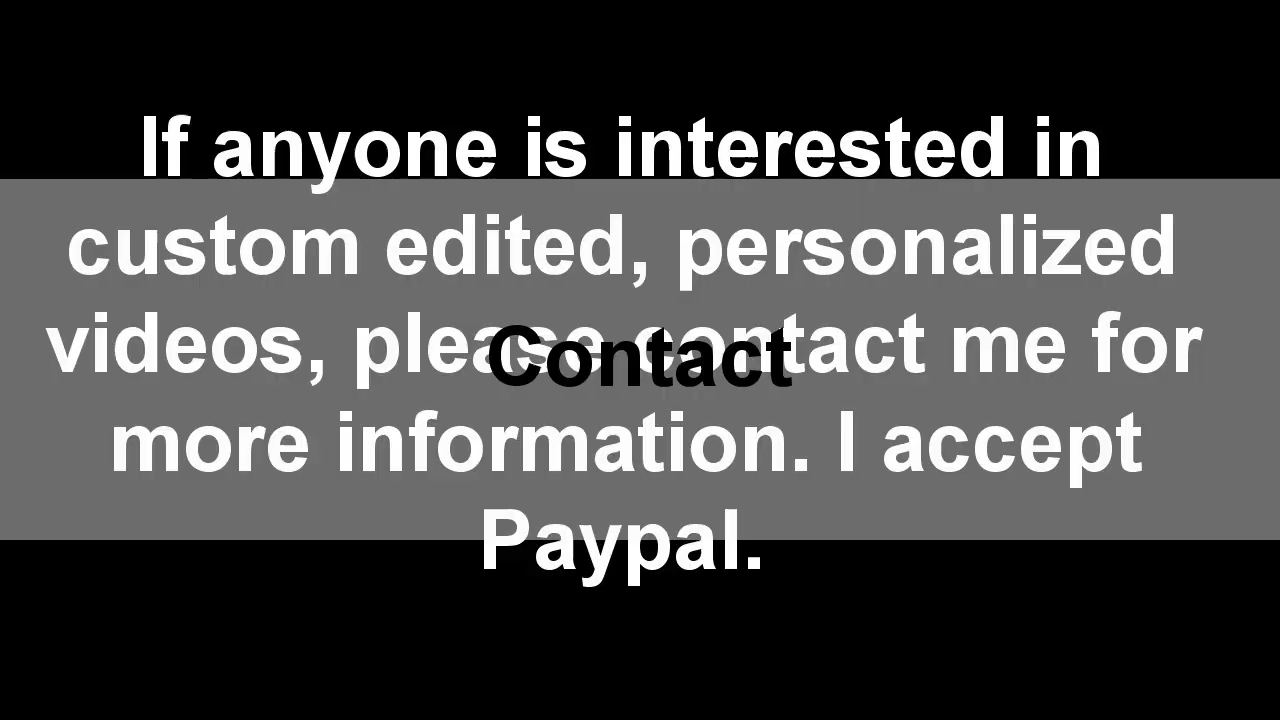 If anyone is interested in
custom edited, personalized
videos, please contact me for
Contact
more information. I accept
Paypal.